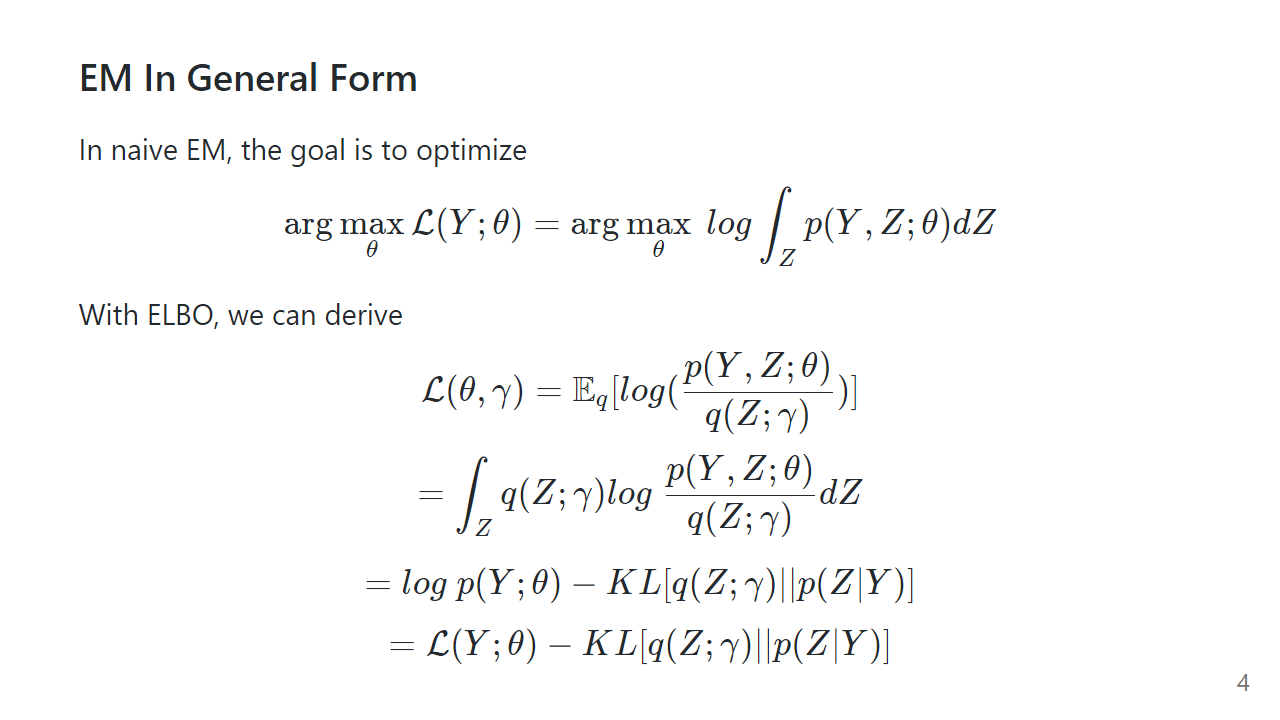 EM In General Form
In naive EM, the goal is to optimize
arg max_θ ℒ(Y; θ) = arg max_θ log ∫_Z p(Y, Z; θ)dZ
With ELBO, we can derive
ℒ(θ, γ) = 𝔼_q[log(p(Y, Z; θ) / q(Z; γ))]
= ∫_Z q(Z; γ)log p(Y, Z; θ) / q(Z; γ) dZ
= log p(Y; θ) − KL[q(Z; γ)||p(Z|Y)]
= ℒ(Y; θ) − KL[q(Z; γ)||p(Z|Y)]
4